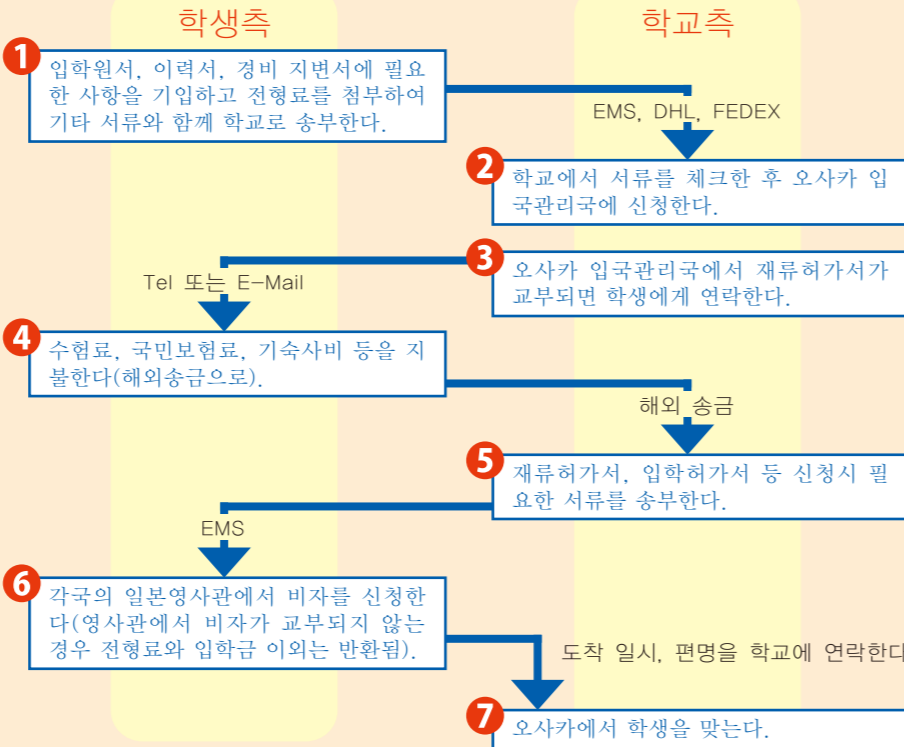 학생측
학교측
1
입학원서, 이력서, 경비 지변서에 필요
한 사항을 기입하고 전형료를 첨부하여
기타 서류와 함께 학교로 송부한다.
EMS, DHL, FEDEX
2
학교에서 서류를 체크한 후 오사카 입
국관리국에 신청한다.
3
오사카 입국관리국에서 재류허가서가
교부되면 학생에게 연락한다.
Tel 또는 E-Mail
4
수험료, 국민보험료, 기숙사비 등을 지
불한다(해외송금으로).
해외 송금
5
재류허가서, 입학허가서 등 신청시 필
요한 서류를 송부한다.
EMS
6
각국의 일본영사관에서 비자를 신청한
다(영사관에서 비자가 교부되지 않는
경우 전형료와 입학금 이외는 반환됨).
도착 일시, 편명을 학교에 연락한다
7
오사카에서 학생을 맞는다.